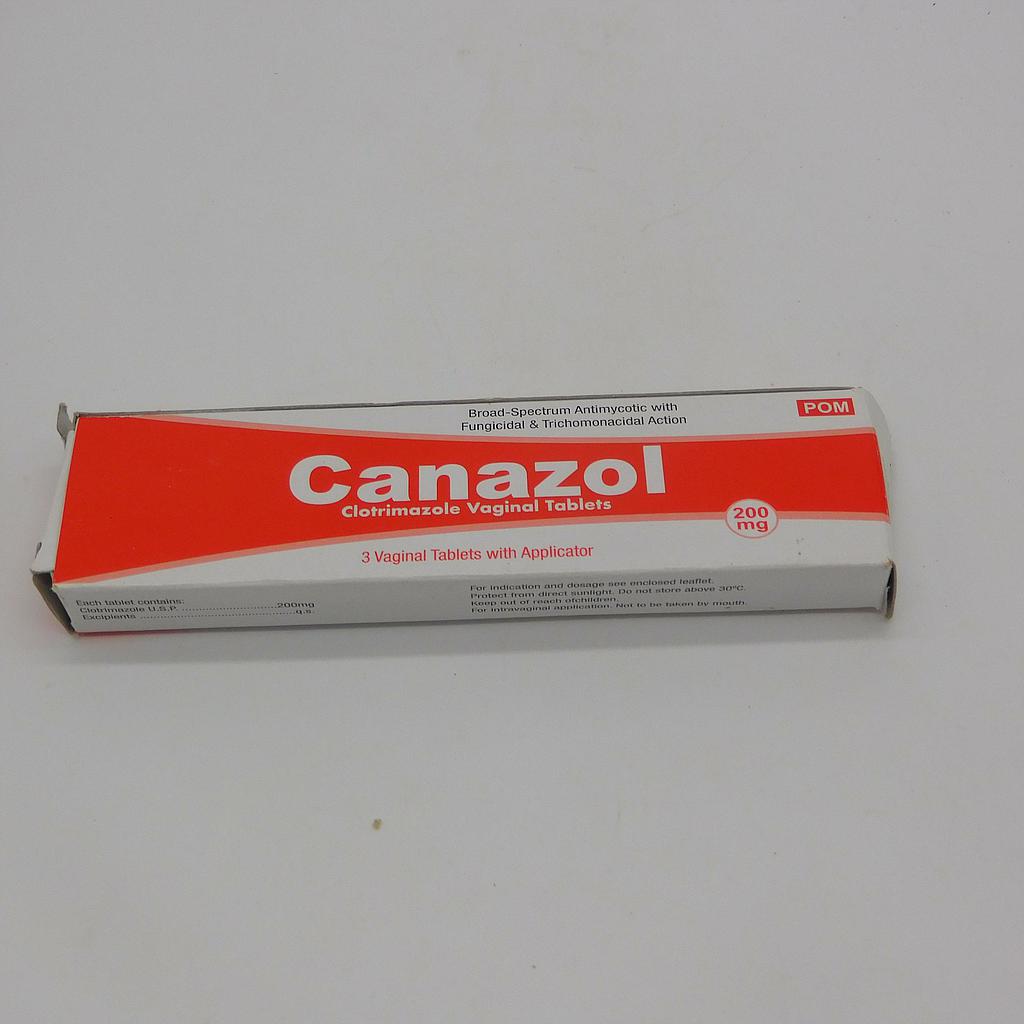 Broad-Spectrum Antimycotic with
Fungicidal & Trichomonacidal Action
POM
Canazol
Clotrimazole Vaginal Tablets
200
mg
3 Vaginal Tablets with Applicator
Each tablet contains:
Clotrimazole U.S.P. ..............................200mg
Excipients ................................................q.s.
For indication and dosage see enclosed leaflet.
Protect from direct sunlight. Do not store above 30°C.
Keep out of reach ofchildren.
For intravaginal application. Not to be taken by mouth.